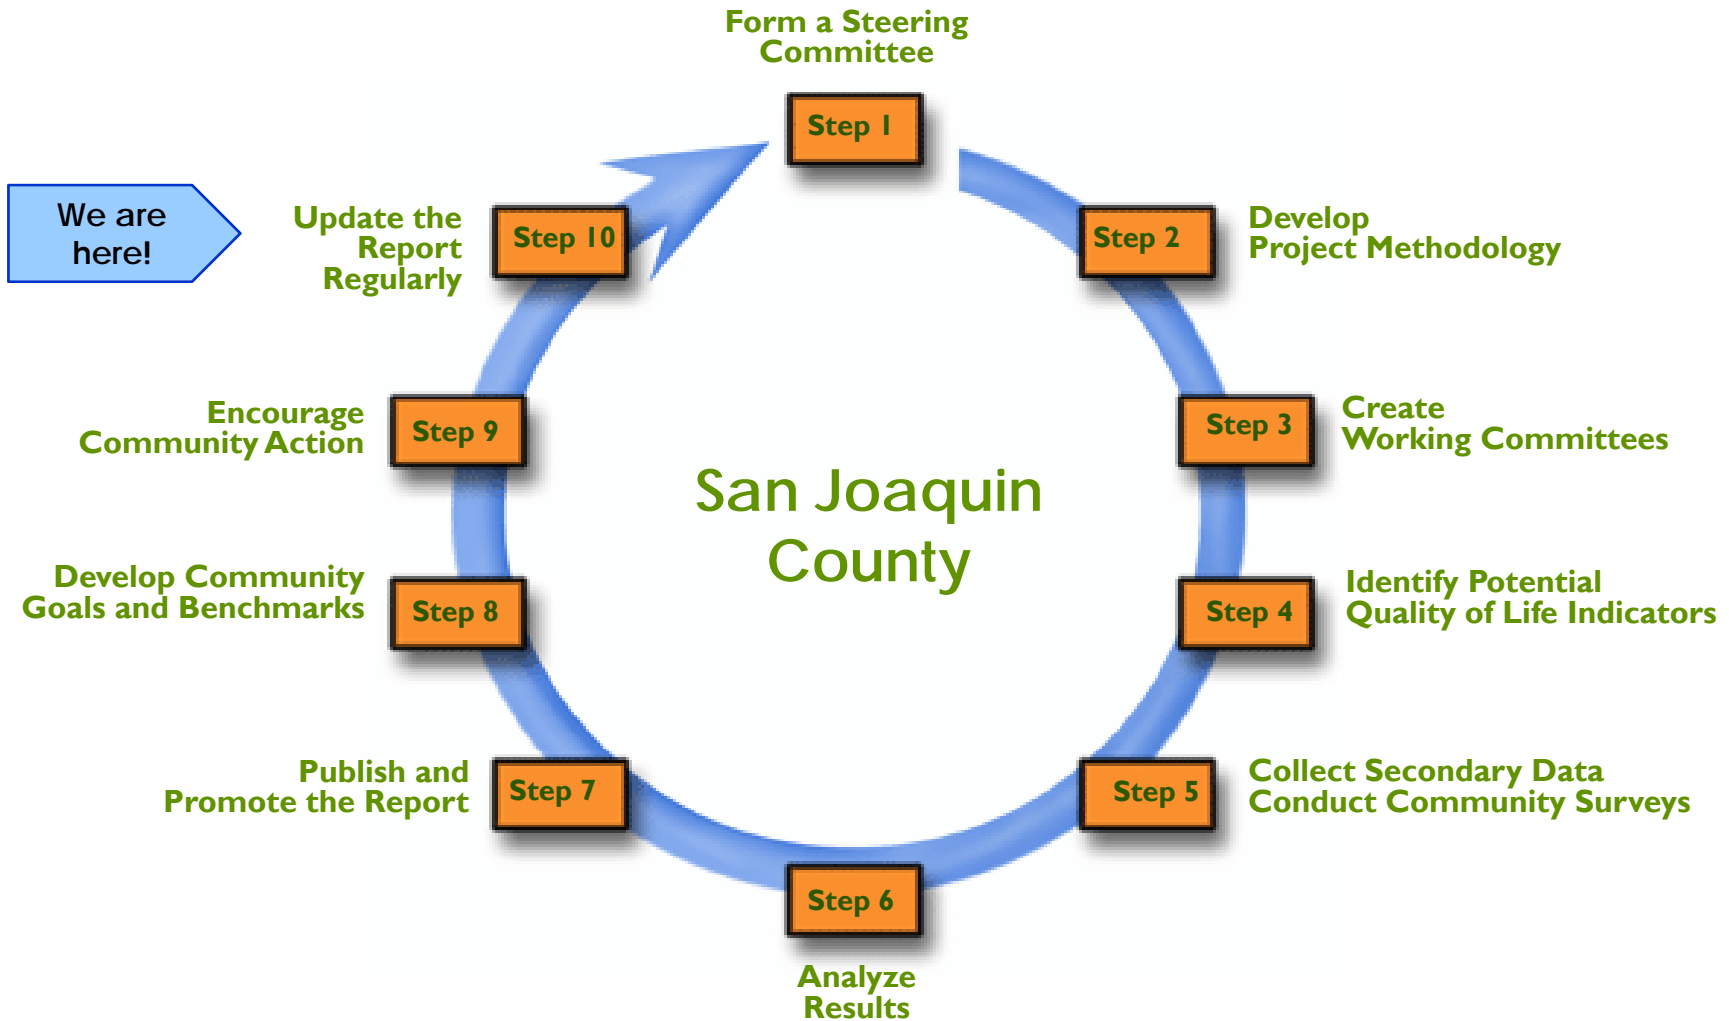 Form a Steering
Committee
Step 1
Step 2
Develop
Project Methodology
Step 3
Create
Working Committees
Step 4
Identify Potential
Quality of Life Indicators
Step 5
Collect Secondary Data
Conduct Community Surveys
Step 6
Analyze
Results
Step 7
Publish and
Promote the Report
Step 8
Develop Community
Goals and Benchmarks
Step 9
Encourage
Community Action
Step 10
Update the
Report
Regularly
We are
here!
San Joaquin
County